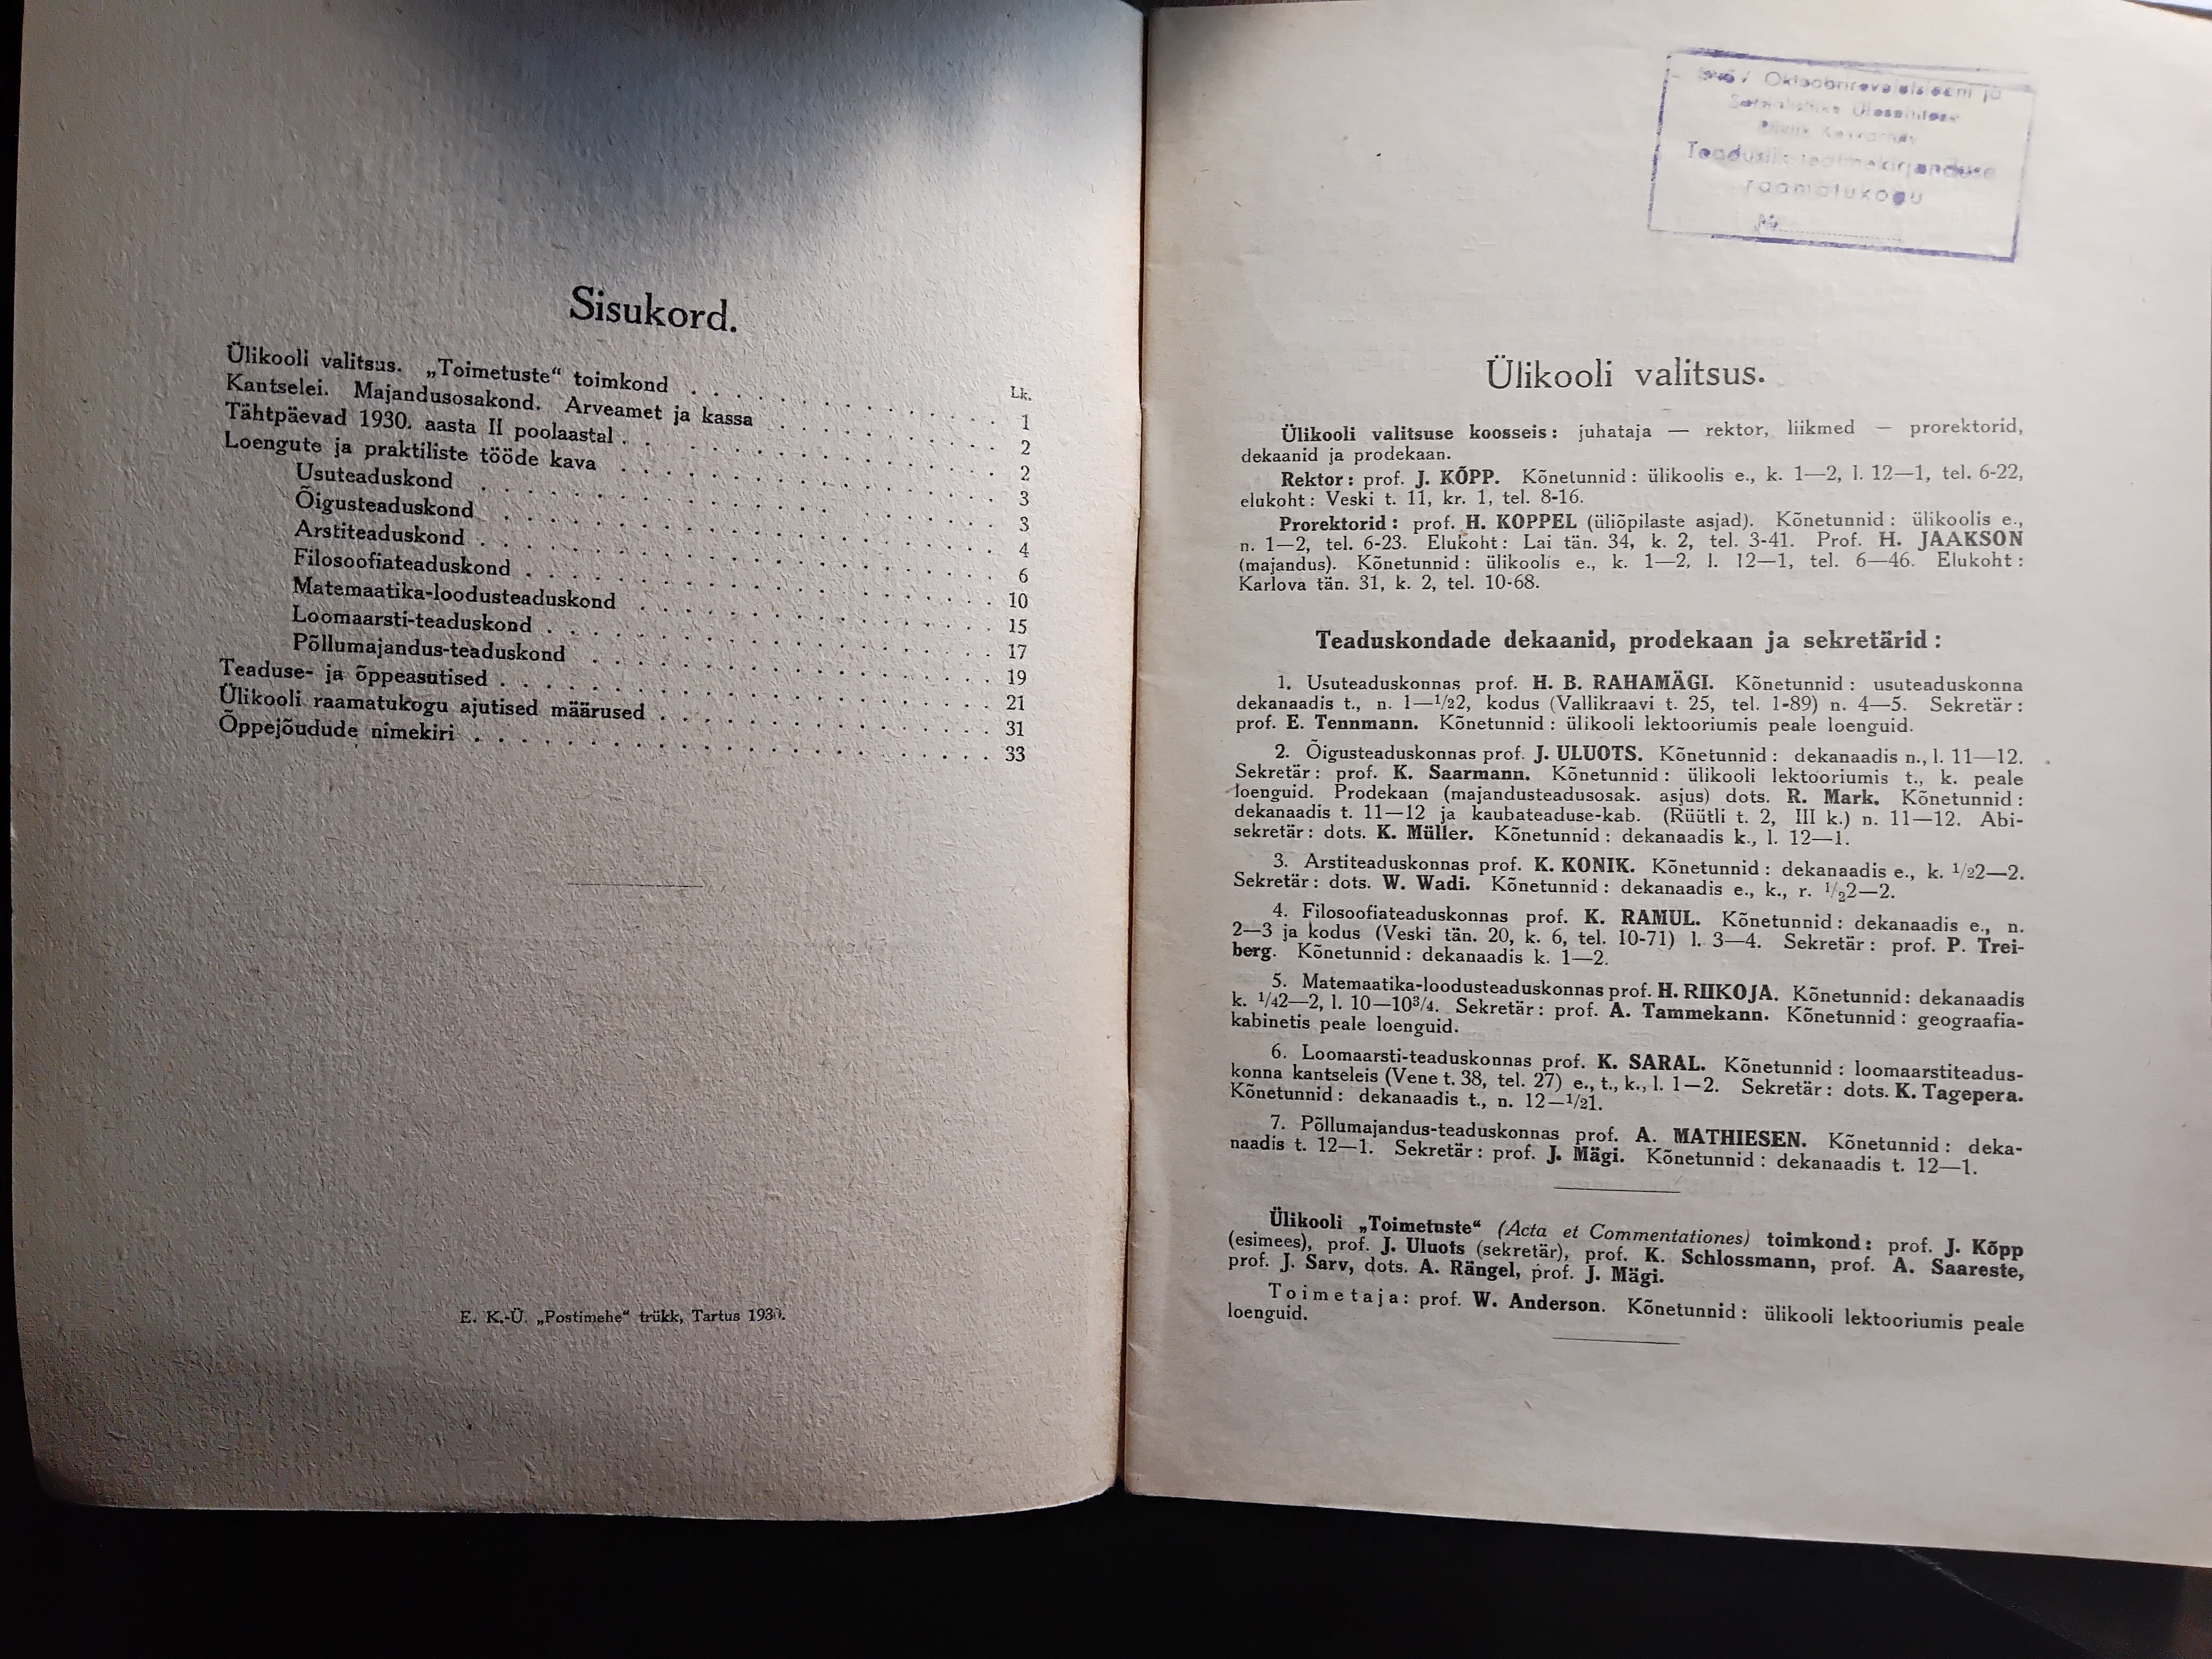 Sisukord.
Lk.
Ülikooli valitsus. „Toimetuste“ toimkond . . . . . . . . . . . . 1
Kantselei. Majandusosakond. Arveamet ja kassa . . . . . . . . . 2
Tähtpäevad 1930. aasta II poolaastal . . . . . . . . . . . . . 2
Loengute ja praktiliste tööde kava . . . . . . . . . . . . . . 3
Usuteaduskond . . . . . . . . . . . . . . . . . . 3
Õigusteaduskond . . . . . . . . . . . . . . . . . 4
Arstiteaduskond . . . . . . . . . . . . . . . . . . 6
Filosoofiateaduskond . . . . . . . . . . . . . . . . 10
Matemaatika-loodusteaduskond . . . . . . . . . . . . . 15
Loomaarsti-teaduskond . . . . . . . . . . . . . . . . 17
Põllumajandus-teaduskond . . . . . . . . . . . . . . 19
Teaduse- ja õppeasutised . . . . . . . . . . . . . . . . . . 21
Ülikooli raamatukogu ajutised määrused . . . . . . . . . . . . 31
Õppejõudude nimekiri . . . . . . . . . . . . . . . . . . . 33
E. K.-Ü. „Postimehe“ trükk, Tartus 1930.
Oktoobrirevolutsiooni ja
Teadusliku teatmekirjanduse
raamatukogu
Nr.
Ülikooli valitsus.
Ülikooli valitsuse koosseis: juhataja — rektor, liikmed — prorektorid,
dekaanid ja prodekaan.
Rektor: prof. J. KÕPP. Kõnetunnid: ülikoolis e., k. 1—2, l. 12—1, tel. 6-22,
elukoht: Veski t. 11, kr. 1, tel. 8-16.
Prorektorid: prof. H. KOPPEL (üliõpilaste asjad). Kõnetunnid: ülikoolis e.,
n. 1—2, tel. 6-23. Elukoht: Lai tän. 34, k. 2, tel. 3-41. Prof. H. JAAKSON
(majandus). Kõnetunnid: ülikoolis e., k. 1—2, l. 12—1, tel. 6—46. Elukoht:
Karlova tän. 31, k. 2, tel. 10-68.
Teaduskondade dekaanid, prodekaan ja sekretärid:
1. Usuteaduskonnas prof. H. B. RAHAMÄGI. Kõnetunnid: usuteaduskonna
dekanaadis t., n. 1—1/22, kodus (Vallikraavi t. 25, tel. 1-89) n. 4—5. Sekretär:
prof. E. Tennmann. Kõnetunnid: ülikooli lektooriumis peale loenguid.
2. Õigusteaduskonnas prof. J. ULUOTS. Kõnetunnid: dekanaadis n., l. 11—12.
Sekretär: prof. K. Saarmann. Kõnetunnid: ülikooli lektooriumis t., k. peale
loenguid. Prodekaan (majandusteadusosak. asjus) dots. R. Mark. Kõnetunnid:
dekanaadis t. 11—12 ja kaubateaduse-kab. (Rüütli t. 2, III k.) n. 11—12. Abi-
sekretär: dots. K. Müller. Kõnetunnid: dekanaadis k., l. 12—1.
3. Arstiteaduskonnas prof. K. KONIK. Kõnetunnid: dekanaadis e., k. 1/22—2.
Sekretär: dots. W. Wadi. Kõnetunnid: dekanaadis e., k., r. 1/22—2.
4. Filosoofiateaduskonnas prof. K. RAMUL. Kõnetunnid: dekanaadis e., n.
2—3 ja kodus (Veski tän. 20, k. 6, tel. 10-71) l. 3—4. Sekretär: prof. P. Trei-
berg. Kõnetunnid: dekanaadis k. 1—2.
5. Matemaatika-loodusteaduskonnas prof. H. RIIKOJA. Kõnetunnid: dekanaadis
k. 1/42—2, l. 10—103/4. Sekretär: prof. A. Tammekann. Kõnetunnid: geograafia-
kabinetis peale loenguid.
6. Loomaarsti-teaduskonnas prof. K. SARAL. Kõnetunnid: loomaarstiteadus-
konna kantseleis (Vene t. 38, tel. 27) e., t., k., l. 1—2. Sekretär: dots. K. Tagepera.
Kõnetunnid: dekanaadis t., n. 12—1/21.
7. Põllumajandus-teaduskonnas prof. A. MATHIESEN. Kõnetunnid: deka-
naadis t. 12—1. Sekretär: prof. J. Mägi. Kõnetunnid: dekanaadis t. 12—1.
Ülikooli „Toimetuste“ (Acta et Commentationes) toimkond: prof. J. Kõpp
(esimees), prof. J. Uluots (sekretär), prof. K. Schlossmann, prof. A. Saareste,
prof. J. Sarv, dots. A. Rängel, prof. J. Mägi.
Toimetaja: prof. W. Anderson. Kõnetunnid: ülikooli lektooriumis peale
loenguid.